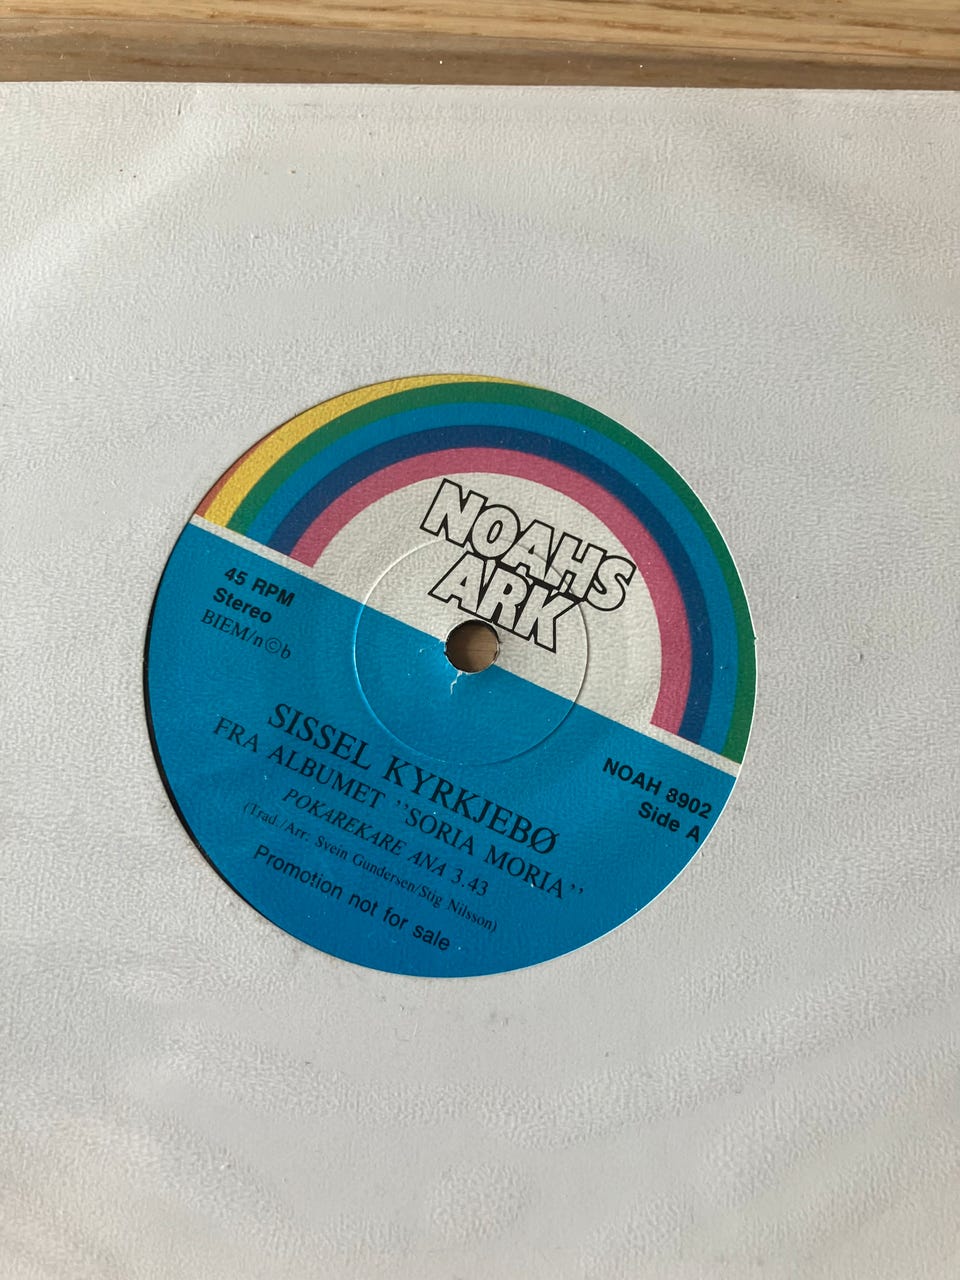 NOAHS
ARK
45 RPM
Stereo
BIEM/n©b
NOAH 8902
Side A
SISSEL KYRKJEBØ
FRA ALBUMET ”SORIA MORIA”
POKAREKARE ANA 3.43
(Trad./Arr. Svein Gundersen/Stig Nilsson)
Promotion not for sale